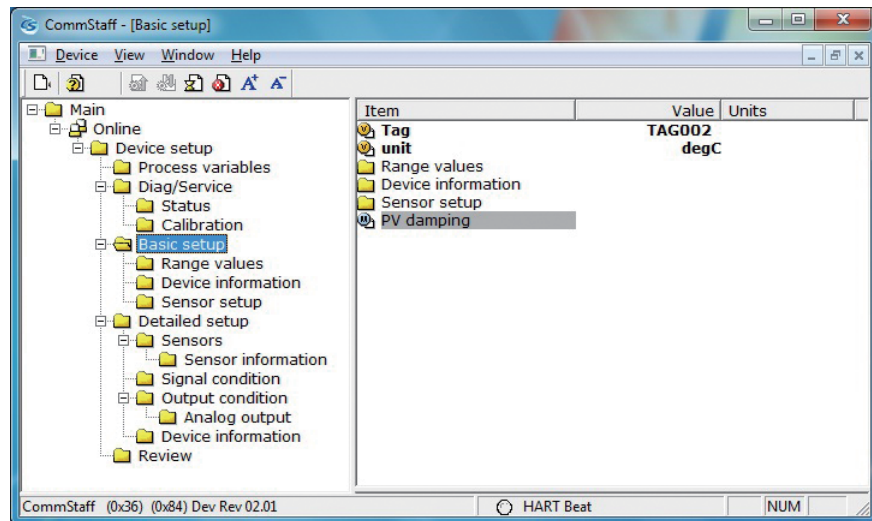 CommStaff - [Basic setup]
Device View Window Help
Main
Online
Device setup
Process variables
Diag/Service
Status
Calibration
Basic setup
Range values
Device information
Sensor setup
Detailed setup
Sensors
Sensor information
Signal condition
Output condition
Analog output
Device information
Review
Item Value Units
Tag TAG002
unit degC
Range values
Device information
Sensor setup
PV damping
CommStaff (0x36) (0x84) Dev Rev 02.01 HART Beat NUM